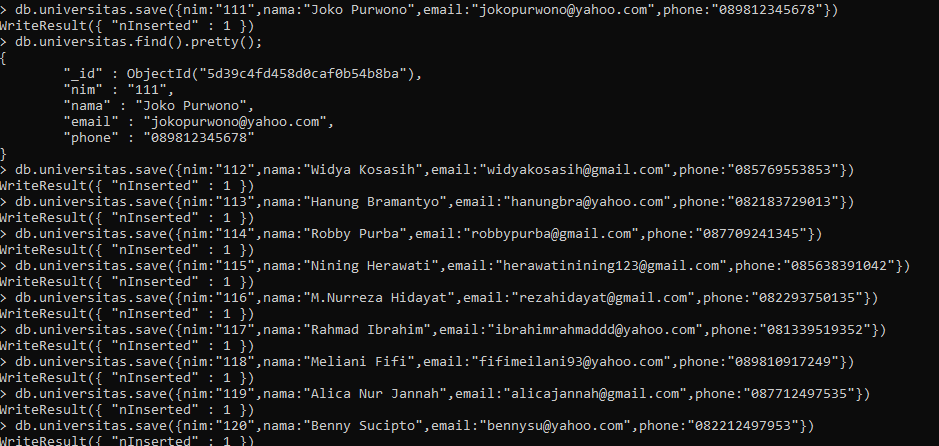 > db.universitas.save({nim:"111",nama:"Joko Purwono",email:"jokopurwono@yahoo.com",phone:"089812345678"})
WriteResult({ "nInserted" : 1 })
> db.universitas.find().pretty();
{
        "_id" : ObjectId("5d39c4fd458d0caf0b54b8ba"),
        "nim" : "111",
        "nama" : "Joko Purwono",
        "email" : "jokopurwono@yahoo.com",
        "phone" : "089812345678"
}
> db.universitas.save({nim:"112",nama:"Widya Kosasih",email:"widyakosasih@gmail.com",phone:"085769553853"})
WriteResult({ "nInserted" : 1 })
> db.universitas.save({nim:"113",nama:"Hanung Bramantyo",email:"hanungbra@yahoo.com",phone:"082183729013"})
WriteResult({ "nInserted" : 1 })
> db.universitas.save({nim:"114",nama:"Robby Purba",email:"robbypurba@gmail.com",phone:"087709241345"})
WriteResult({ "nInserted" : 1 })
> db.universitas.save({nim:"115",nama:"Nining Herawati",email:"herawatinining123@gmail.com",phone:"085638391042"})
WriteResult({ "nInserted" : 1 })
> db.universitas.save({nim:"116",nama:"M.Nurreza Hidayat",email:"rezahidayat@gmail.com",phone:"082293750135"})
WriteResult({ "nInserted" : 1 })
> db.universitas.save({nim:"117",nama:"Rahmad Ibrahim",email:"ibrahimrahmaddd@yahoo.com",phone:"081339519352"})
WriteResult({ "nInserted" : 1 })
> db.universitas.save({nim:"118",nama:"Meliani Fifi",email:"fifimeilani93@yahoo.com",phone:"089810917249"})
WriteResult({ "nInserted" : 1 })
> db.universitas.save({nim:"119",nama:"Alica Nur Jannah",email:"alicajannah@gmail.com",phone:"087712497535"})
WriteResult({ "nInserted" : 1 })
> db.universitas.save({nim:"120",nama:"Benny Sucipto",email:"bennysu@yahoo.com",phone:"082212497953"})
WriteResult({ "nInserted" : 1 })